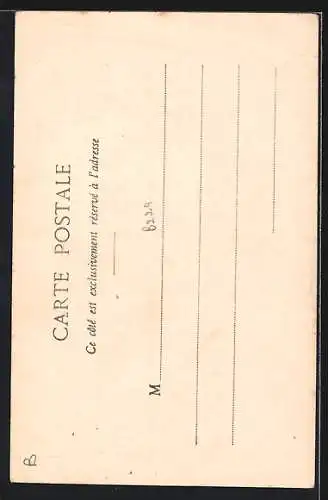 CARTE POSTALE
Ce côté est exclusivement réservé à l'adresse
M
B